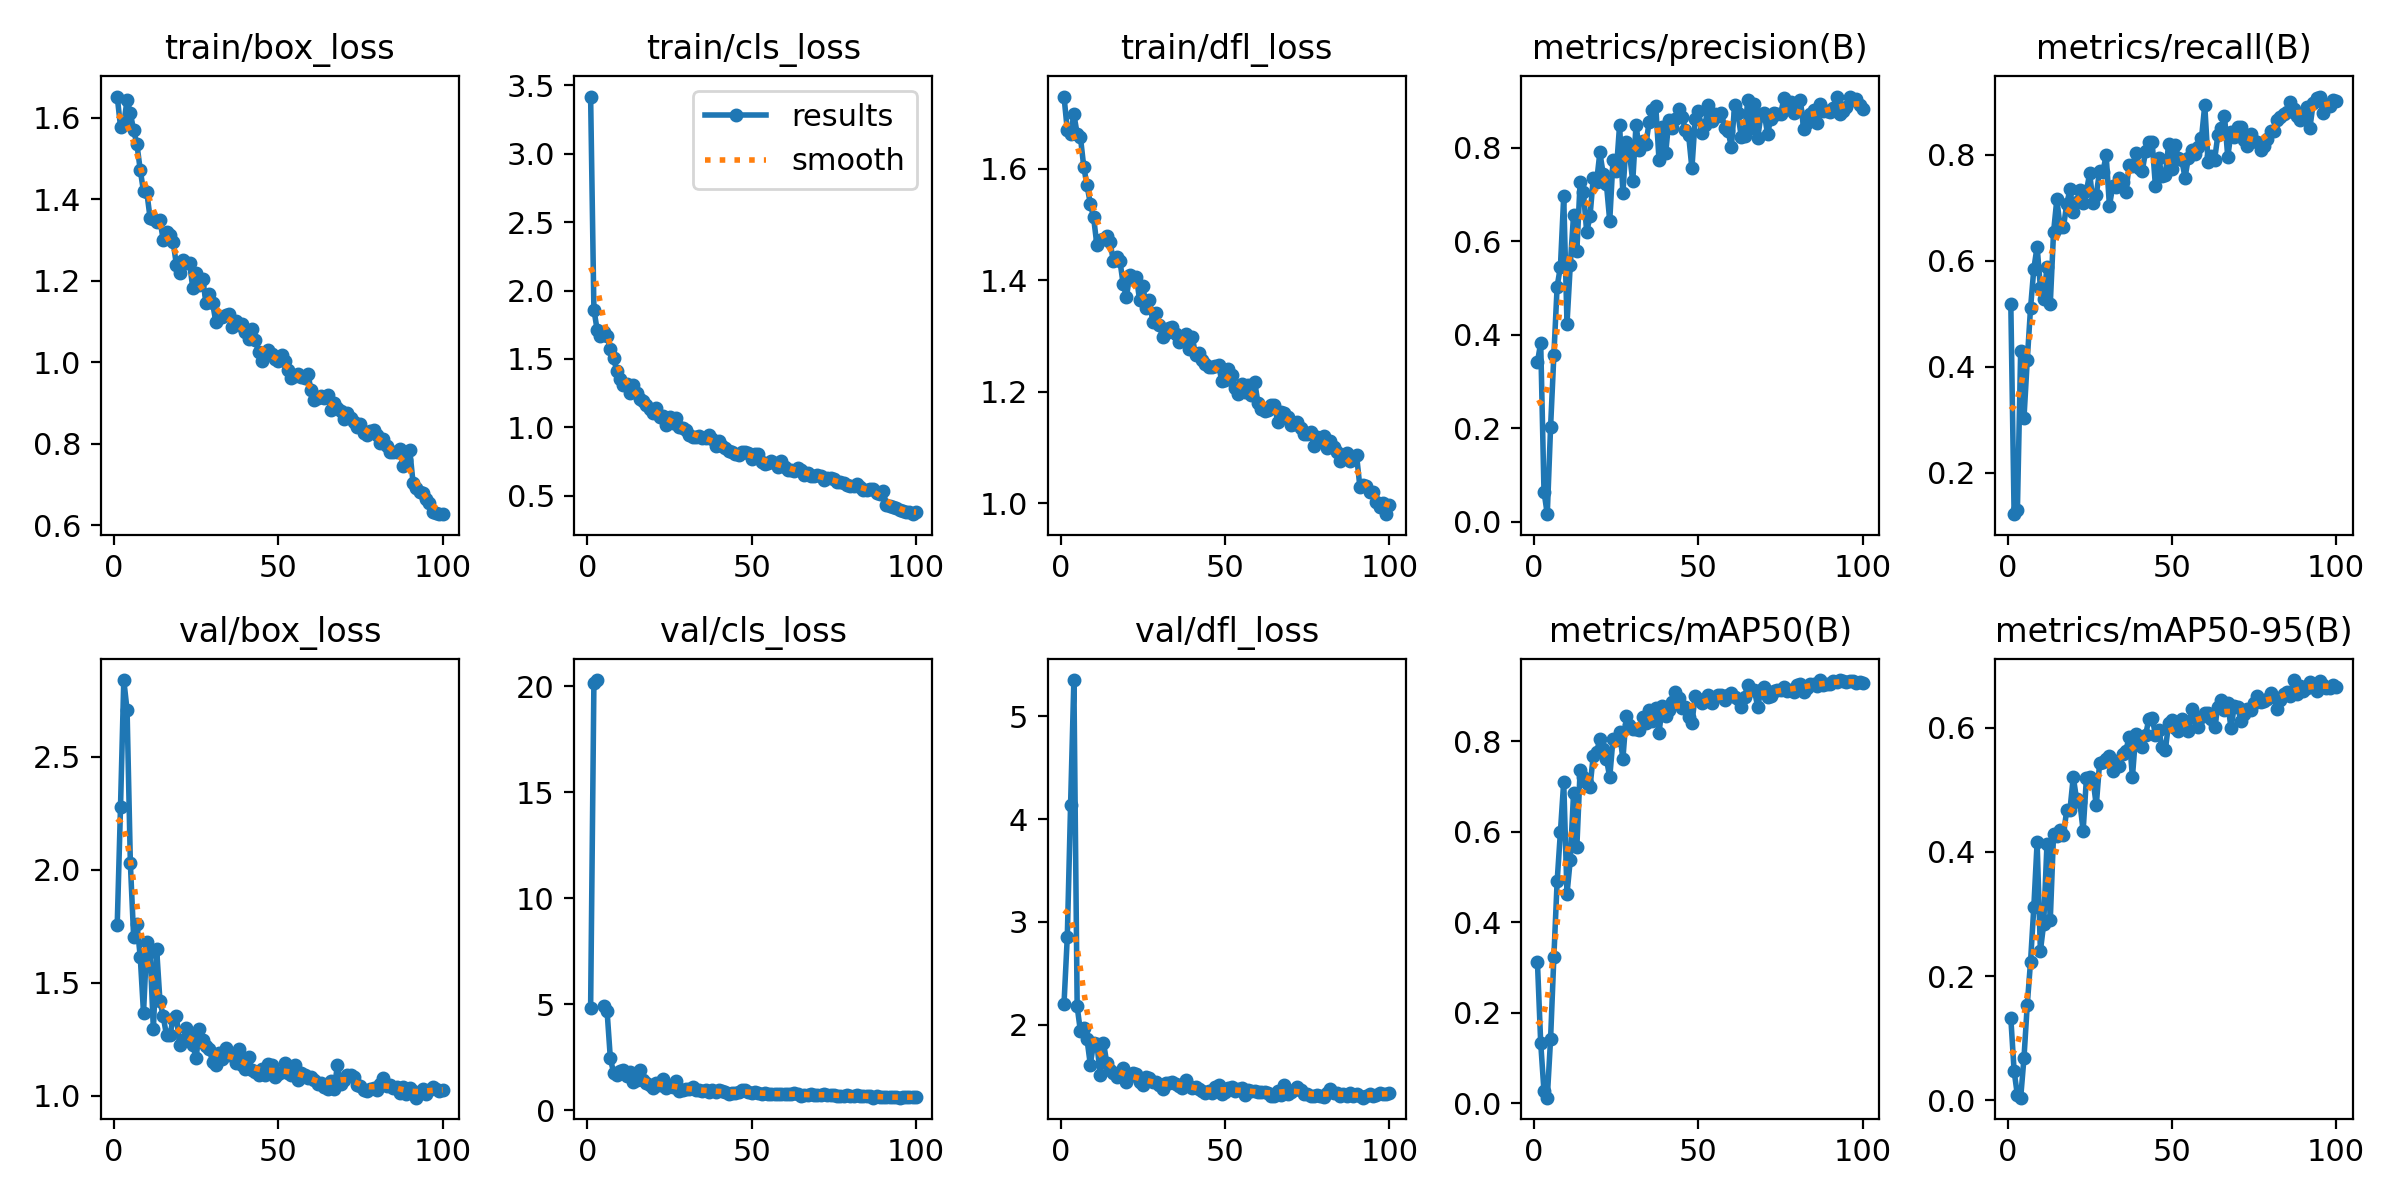 train/box_loss
1.6
1.4
1.2
1.0
0.8
0.6
0 50 100
train/cls_loss
3.5
3.0
2.5
2.0
1.5
1.0
0.5
0 50 100
results
smooth
train/dfl_loss
1.6
1.4
1.2
1.0
0 50 100
metrics/precision(B)
0.8
0.6
0.4
0.2
0.0
0 50 100
metrics/recall(B)
0.8
0.6
0.4
0.2
0 50 100
val/box_loss
2.5
2.0
1.5
1.0
0 50 100
val/cls_loss
20
15
10
5
0
0 50 100
val/dfl_loss
5
4
3
2
0 50 100
metrics/mAP50(B)
0.8
0.6
0.4
0.2
0.0
0 50 100
metrics/mAP50-95(B)
0.6
0.4
0.2
0.0
0 50 100